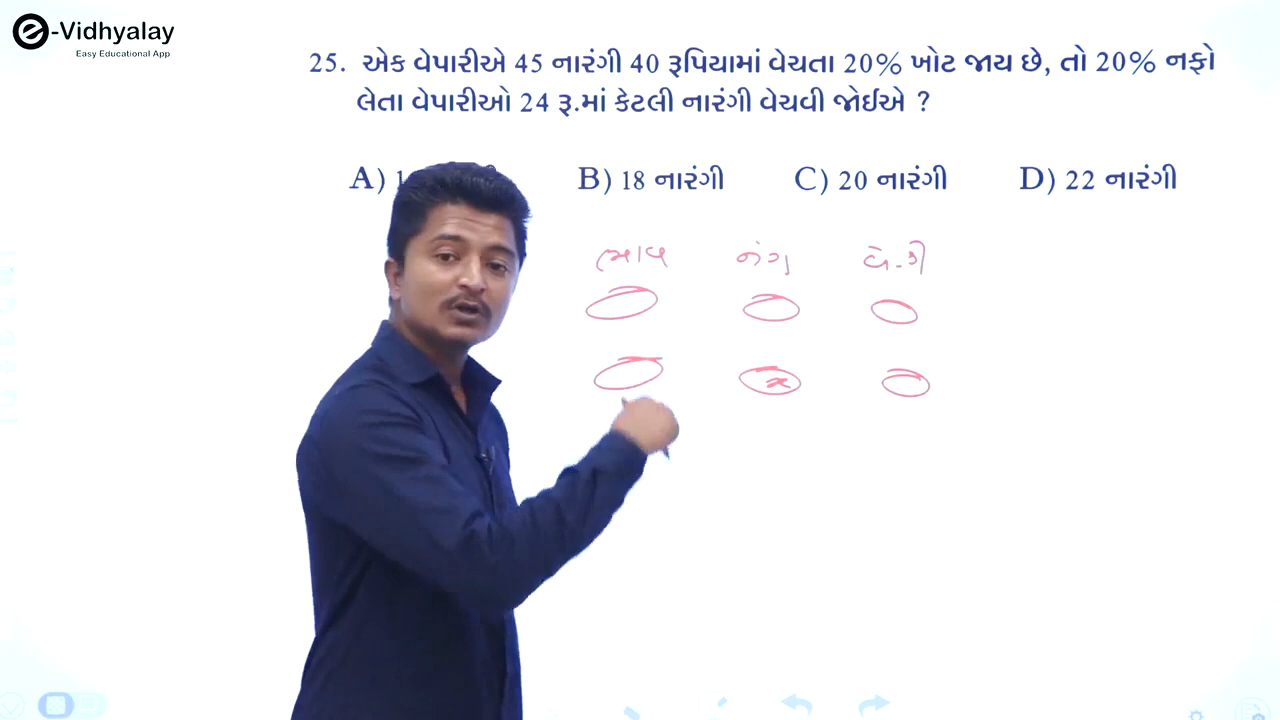 e-Vidhyalay
Easy Educational App
25. એક વેપારીએ 45 નારંગી 40 રૂપિયામાં વેચતા 20% ખોટ જાય છે, તો 20% નફો
લેતા વેપારીઓ 24 રૂ.માં કેટલી નારંગી વેચવી જોઈએ ?
A) 1 B) 18 નારંગી C) 20 નારંગી D) 22 નારંગી
ભાવ નંગ વે.કિં
x